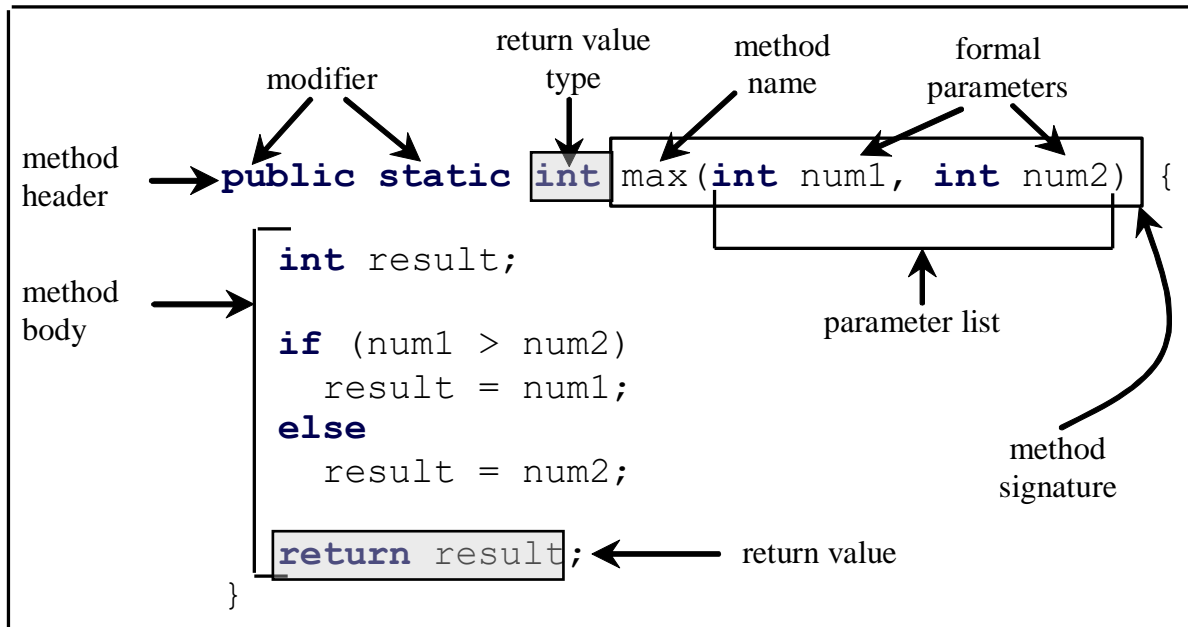 return value
type
method
name
formal
parameters
modifier
method
header
public static int max(int num1, int num2) {
int result;
method
body
parameter list
if (num1 > num2)
result = num1;
else
result = num2;
method
signature
return result;
return value
}